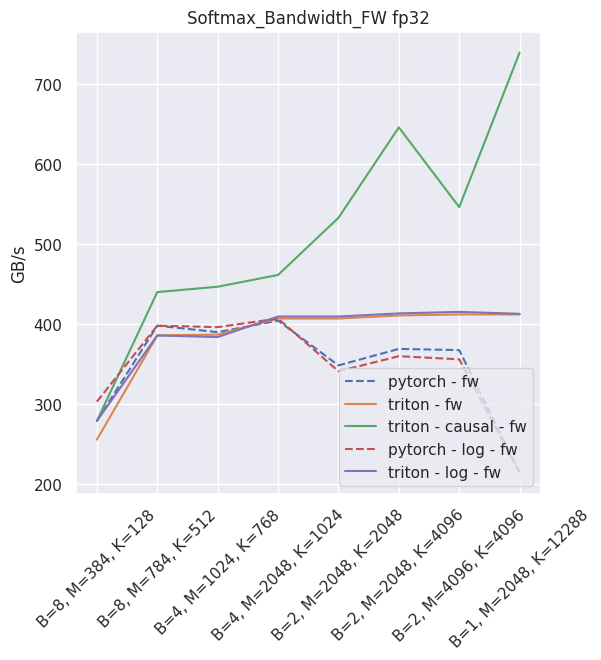 Softmax_Bandwidth_FW fp32
GB/s
700
600
500
400
300
200
pytorch - fw
triton - fw
triton - causal - fw
pytorch - log - fw
triton - log - fw
B=8, M=384, K=128
B=8, M=784, K=512
B=4, M=1024, K=768
B=4, M=2048, K=1024
B=2, M=2048, K=2048
B=2, M=2048, K=4096
B=2, M=4096, K=4096
B=1, M=2048, K=12288